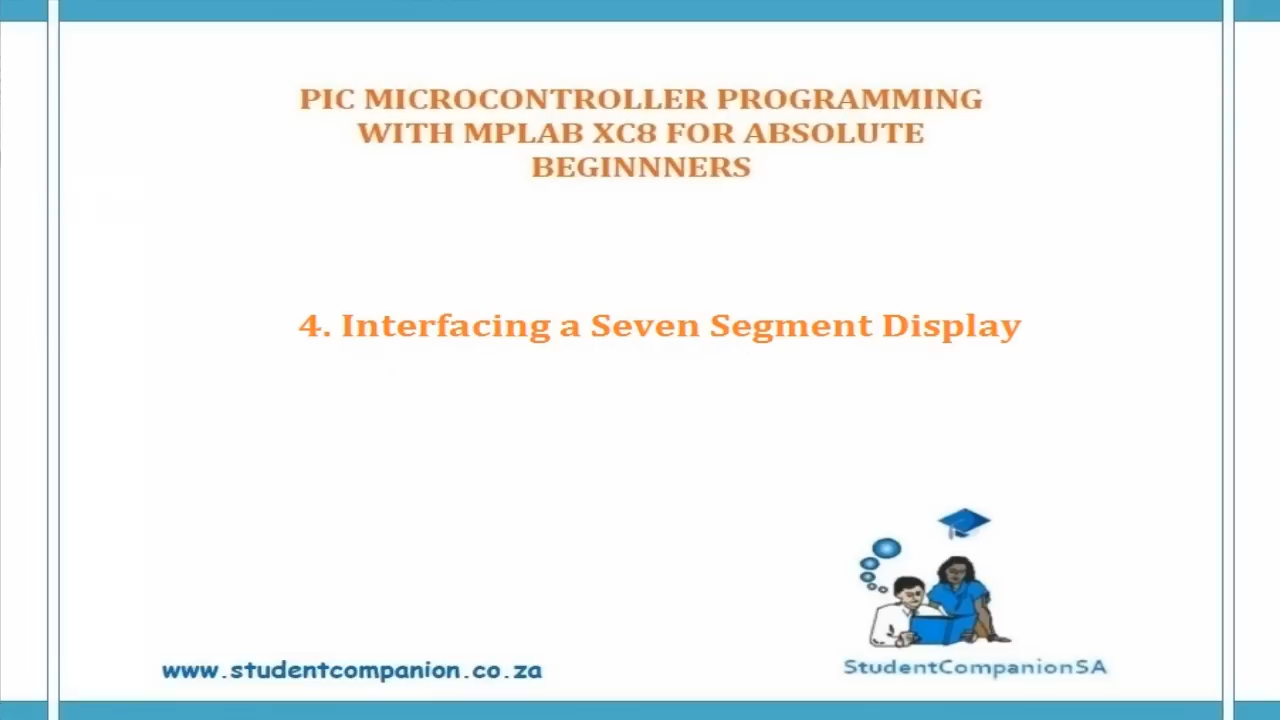 PIC MICROCONTROLLER PROGRAMMING
WITH MPLAB XC8 FOR ABSOLUTE
BEGINNNERS
4. Interfacing a Seven Segment Display
www.studentcompanion.co.za
StudentCompanionSA